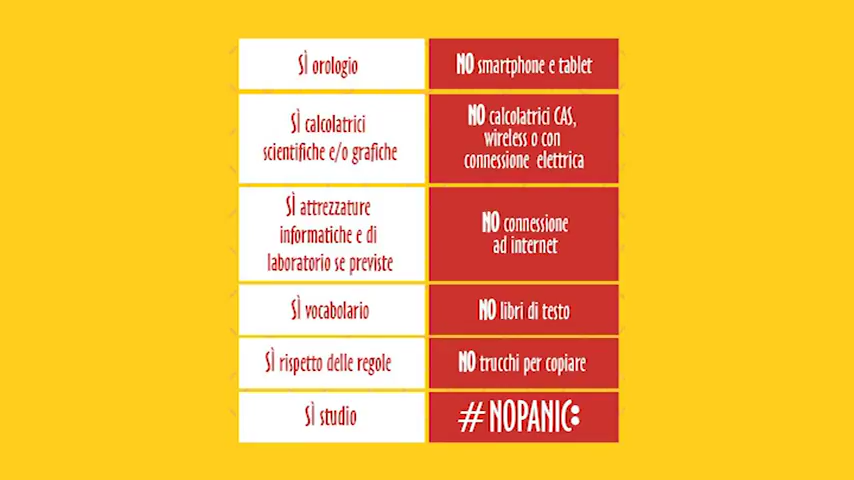 SÌ orologio
NO smartphone e tablet
SÌ calcolatrici
scientifiche e/o grafiche
NO calcolatrici CAS,
wireless o con
connessione elettrica
SÌ attrezzature
informatiche e di
laboratorio se previste
NO connessione
ad internet
SÌ vocabolario
NO libri di testo
SÌ rispetto delle regole
NO trucchi per copiare
SÌ studio
#NOPANIC: